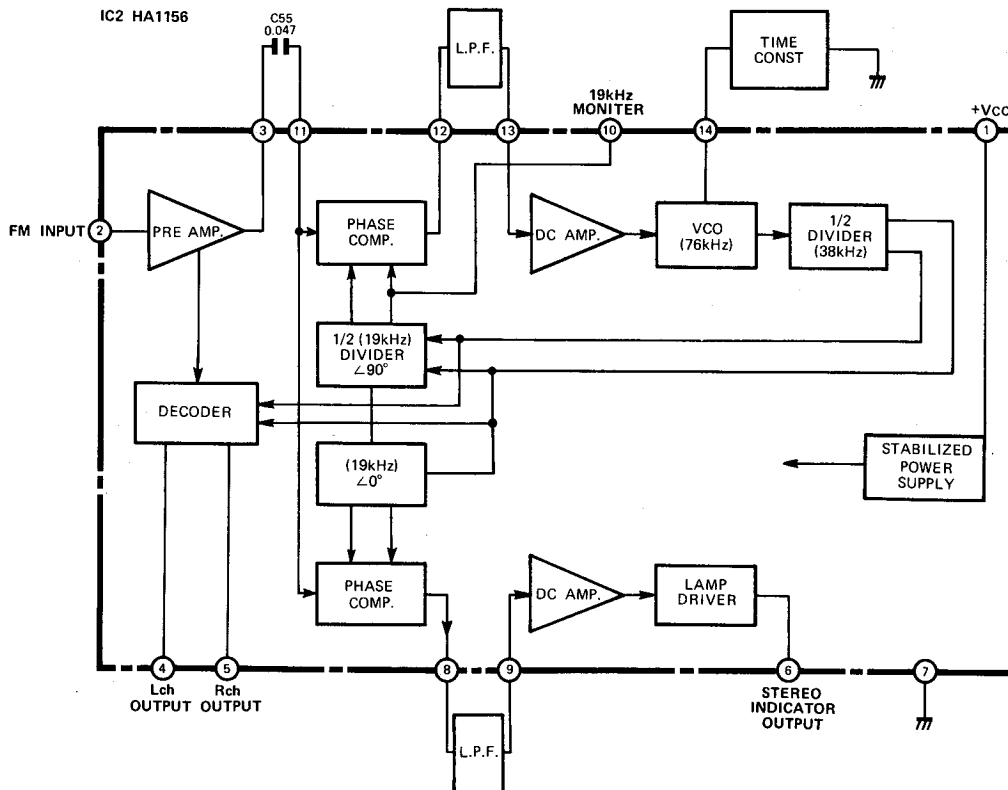 IC2 HA1156
C55
0.047
L.P.F.
TIME
CONST
19kHz
MONITER
+Vcc
3
11
12
13
10
14
1
2
FM INPUT
PRE AMP.
PHASE
COMP.
DC AMP.
VCO
(76kHz)
1/2
DIVIDER
(38kHz)
1/2 (19kHz)
DIVIDER
∠90°
DECODER
(19kHz)
∠0°
STABILIZED
POWER
SUPPLY
PHASE
COMP.
DC AMP.
LAMP
DRIVER
4
5
8
9
6
7
Lch
OUTPUT
Rch
OUTPUT
STEREO
INDICATOR
OUTPUT
L.P.F.